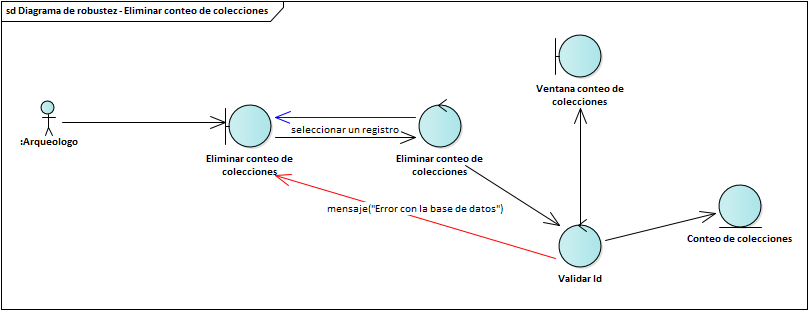 sd Diagrama de robustez - Eliminar conteo de colecciones
Ventana conteo de
colecciones
:Arqueologo
seleccionar un registro
Eliminar conteo de
colecciones
Eliminar conteo de
colecciones
mensaje("Error con la base de datos")
Conteo de colecciones
Validar Id